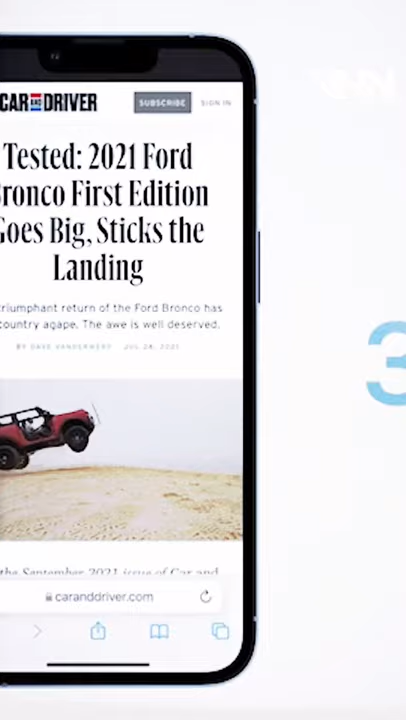 CAR AND DRIVER
SUBSCRIBE
SIGN IN
Tested: 2021 Ford
Bronco First Edition
Goes Big, Sticks the
Landing
triumphant return of the Ford Bronco has
country agape. The awe is well deserved.
BY DAVE VANDERWERP JUL 28, 2021
the September 2021 issue of Car and
caranddriver.com
3